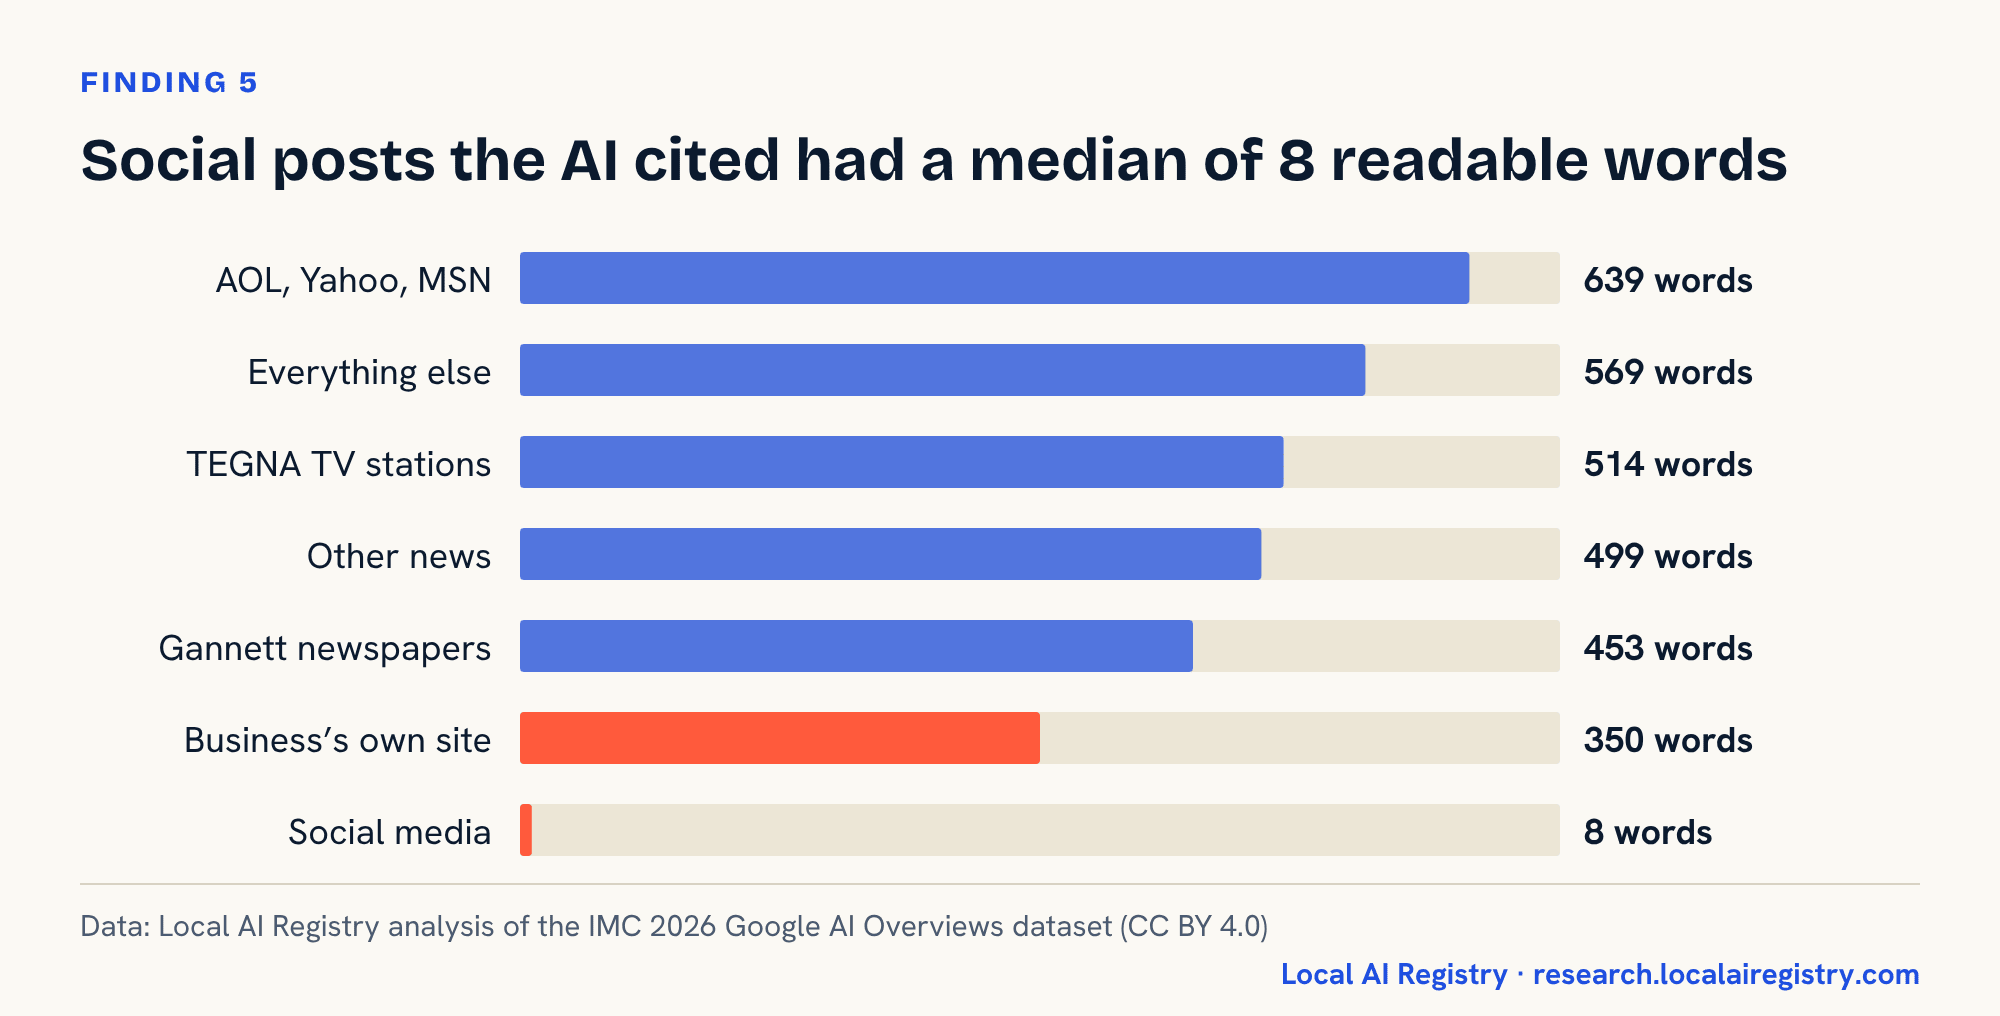 FINDING 5
Social posts the AI cited had a median of 8 readable words
AOL, Yahoo, MSN 639 words
Everything else 569 words
TEGNA TV stations 514 words
Other news 499 words
Gannett newspapers 453 words
Business’s own site 350 words
Social media 8 words
Data: Local AI Registry analysis of the IMC 2026 Google AI Overviews dataset (CC BY 4.0)
Local AI Registry · research.localairegistry.com